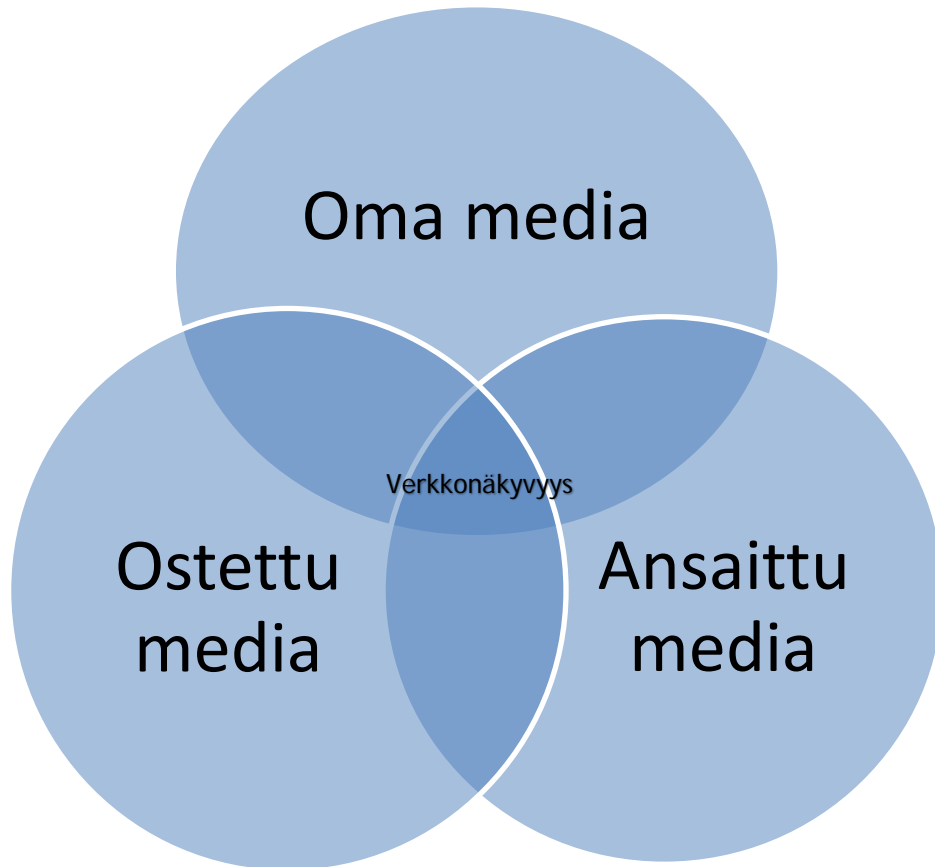 Oma media
Verkkonäkyvyys
Ostettu
media
Ansaittu
media